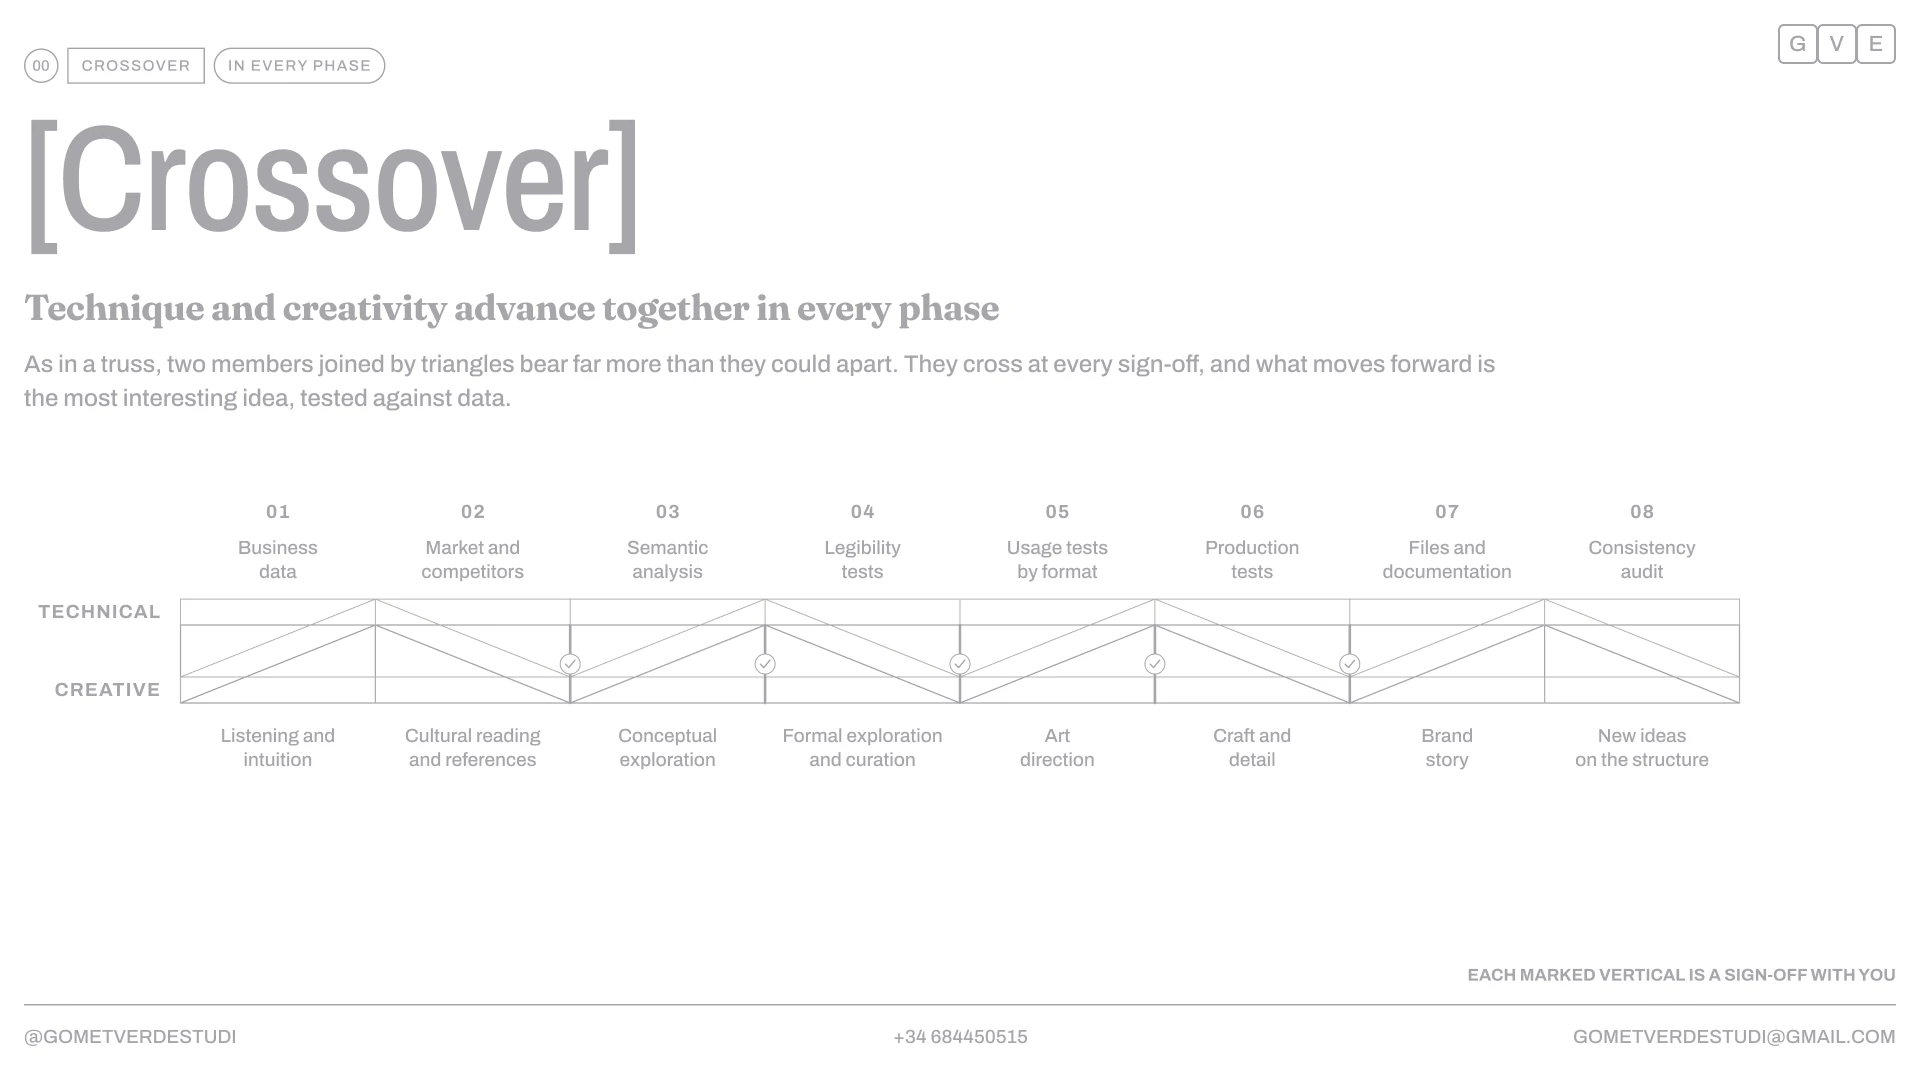 00 CROSSOVER IN EVERY PHASE
G V E
[Crossover]
Technique and creativity advance together in every phase
As in a truss, two members joined by triangles bear far more than they could apart. They cross at every sign-off, and what moves forward is
the most interesting idea, tested against data.
01 02 03 04 05 06 07 08
Business Market and Semantic Legibility Usage tests Production Files and Consistency
data competitors analysis tests by format tests documentation audit
TECHNICAL
CREATIVE
Listening and Cultural reading Conceptual Formal exploration Art Craft and Brand New ideas
intuition and references exploration and curation direction detail story on the structure
EACH MARKED VERTICAL IS A SIGN-OFF WITH YOU
@GOMETVERDESTUDI +34 684450515 GOMETVERDESTUDI@GMAIL.COM